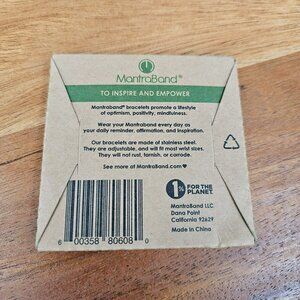 MantraBand®
TO INSPIRE AND EMPOWER
Mantraband® bracelets promote a lifestyle
of optimism, positivity, mindfulness.
Wear your Mantraband every day as
your daily reminder, affirmation, and inspiration.
Our bracelets are made of stainless steel.
They are adjustable, and will fit most wrist sizes.
They will not rust, tarnish, or corrode.
See more at MantraBand.com♥
1%
FOR THE
PLANET
MantraBand LLC
Dana Point
California 92629
Made in China
6 00358 80608 0